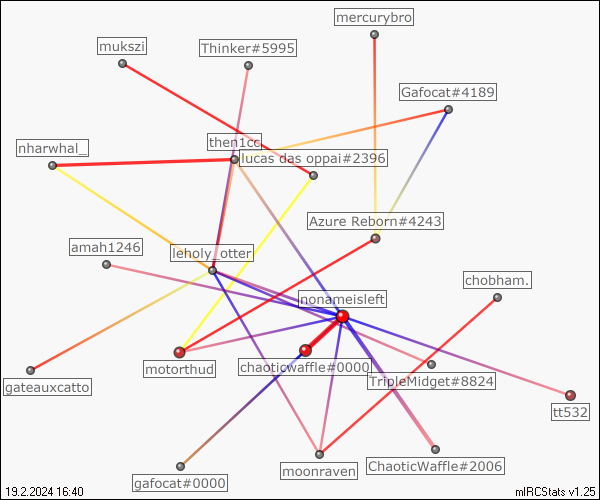 mercurybro
mukszi
Thinker#5995
Gafocat#4189
then1cc
nharwhal_
lucas das oppai#2396
Azure Reborn#4243
amah1246
leholy_otter
chobham.
nonameisleft
motorthud
chaoticwaffle#0000
TripleMidget#8824
gateauxcatto
tt532
ChaoticWaffle#2006
moonraven
gafocat#0000
19.2.2024 16:40
mIRCStats v1.25